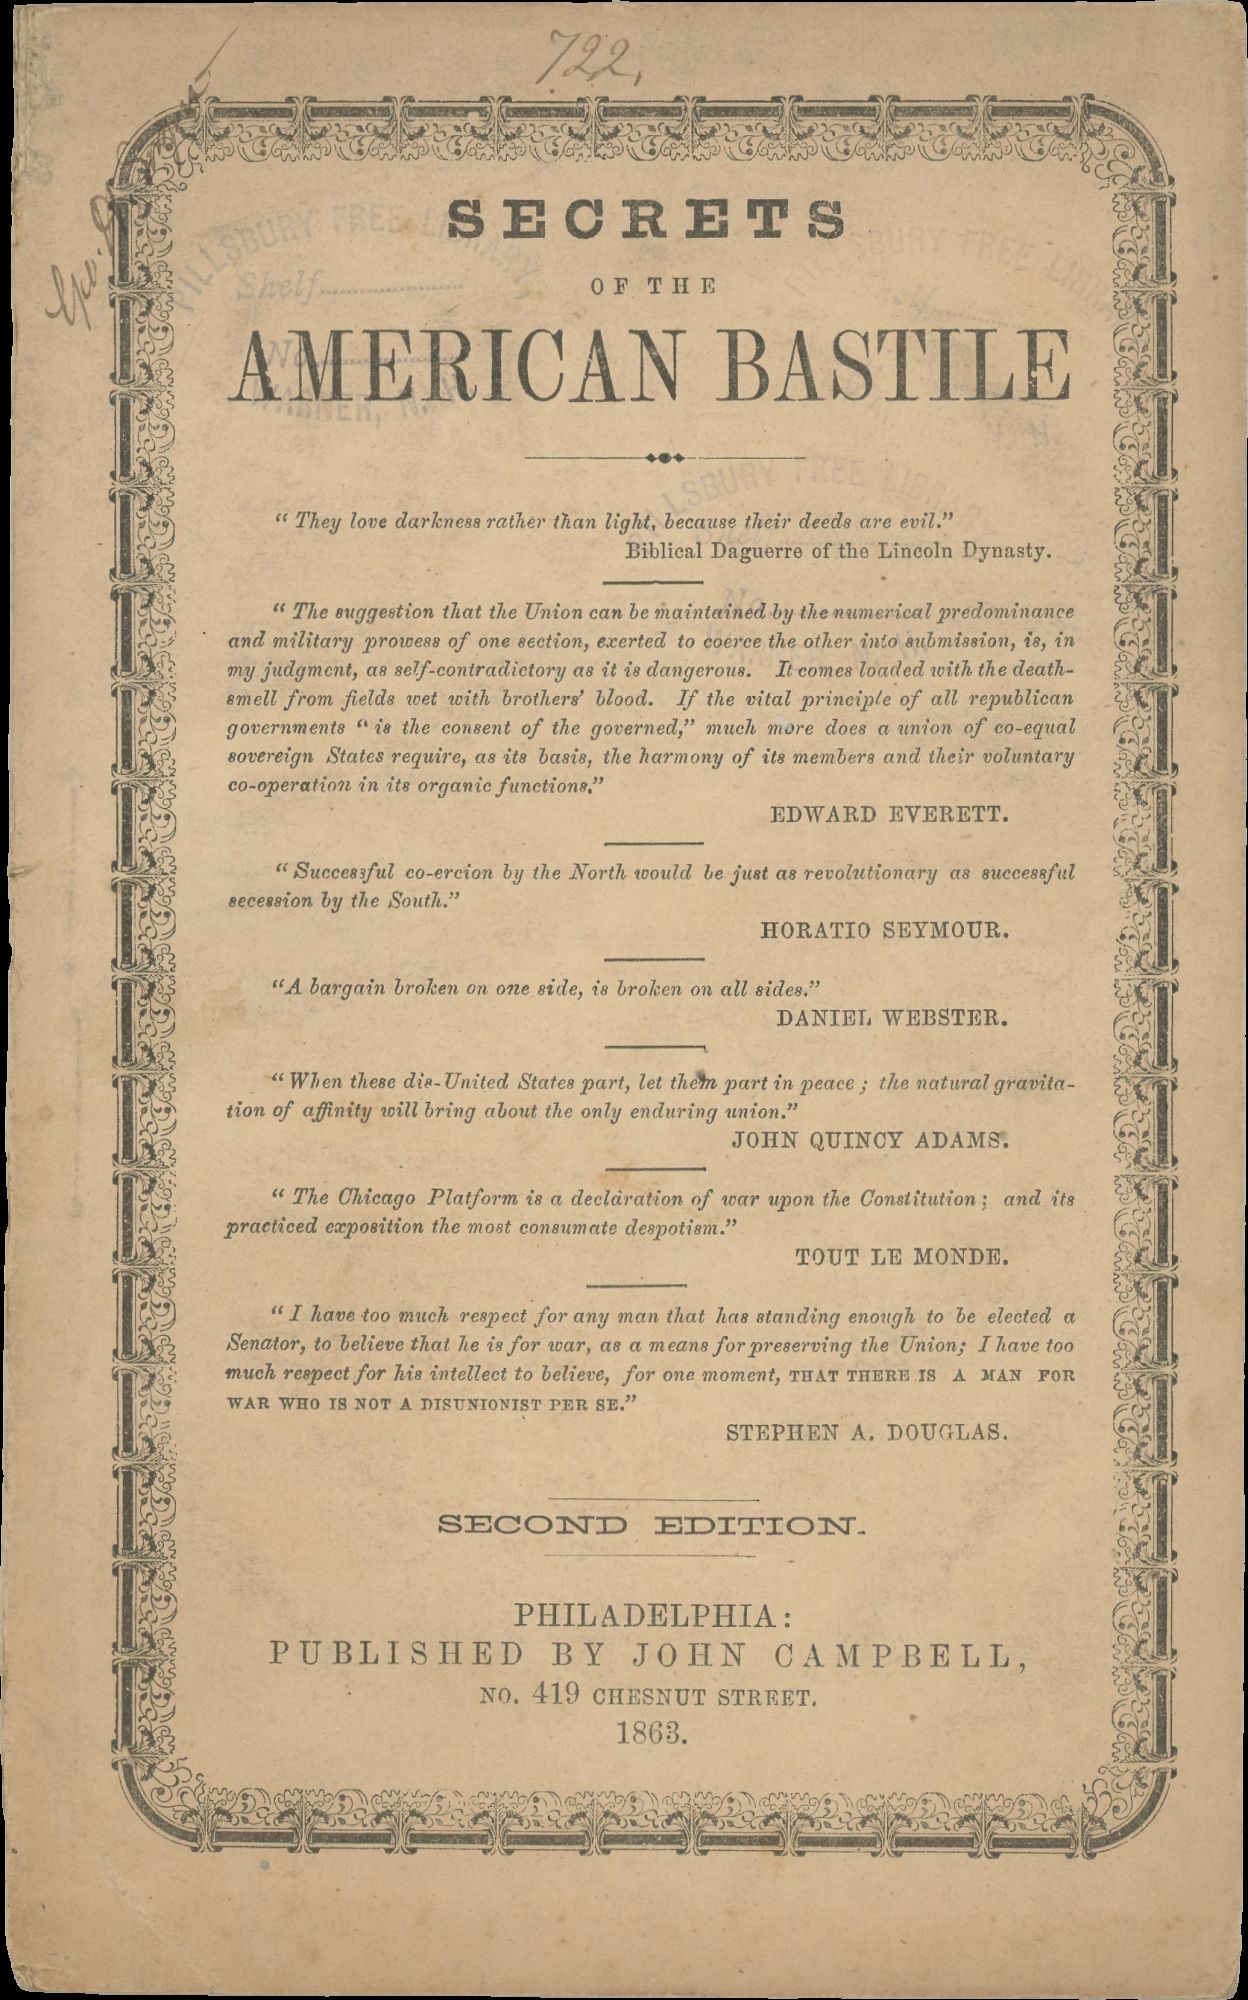 722.
SECRETS
OF THE
AMERICAN BASTILE
PILLSBURY FREE LIBRARY
Shelf
No.
WARNER, N. H.
“ They love darkness rather than light, because their deeds are evil.”
Biblical Daguerre of the Lincoln Dynasty.
“ The suggestion that the Union can be maintained by the numerical predominance
and military prowess of one section, exerted to coerce the other into submission, is, in
my judgment, as self-contradictory as it is dangerous. It comes loaded with the death-
smell from fields wet with brothers’ blood. If the vital principle of all republican
governments “ is the consent of the governed,” much more does a union of co-equal
sovereign States require, as its basis, the harmony of its members and their voluntary
co-operation in its organic functions.”
EDWARD EVERETT.
“ Successful co-ercion by the North would be just as revolutionary as successful
secession by the South.”
HORATIO SEYMOUR.
“A bargain broken on one side, is broken on all sides.”
DANIEL WEBSTER.
“ When these dis-United States part, let them part in peace ; the natural gravita-
tion of affinity will bring about the only enduring union.”
JOHN QUINCY ADAMS.
“ The Chicago Platform is a declaration of war upon the Constitution ; and its
practiced exposition the most consumate despotism.”
TOUT LE MONDE.
“ I have too much respect for any man that has standing enough to be elected a
Senator, to believe that he is for war, as a means for preserving the Union; I have too
much respect for his intellect to believe, for one moment, THAT THERE IS A MAN FOR
WAR WHO IS NOT A DISUNIONIST PER SE.”
STEPHEN A. DOUGLAS.
SECOND EDITION.
PHILADELPHIA:
PUBLISHED BY JOHN CAMPBELL,
NO. 419 CHESNUT STREET.
1863.